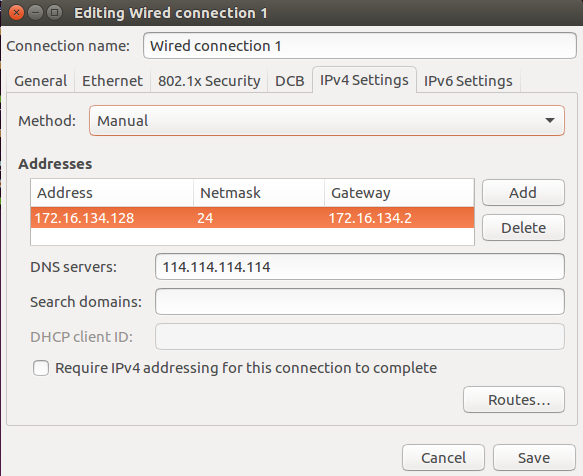 Editing Wired connection 1
Connection name: Wired connection 1
General Ethernet 802.1x Security DCB IPv4 Settings IPv6 Settings
Method: Manual
Addresses
Address Netmask Gateway Add
172.16.134.128 24 172.16.134.2
Delete
DNS servers: 114.114.114.114
Search domains:
DHCP client ID:
Require IPv4 addressing for this connection to complete
Routes...
Cancel Save